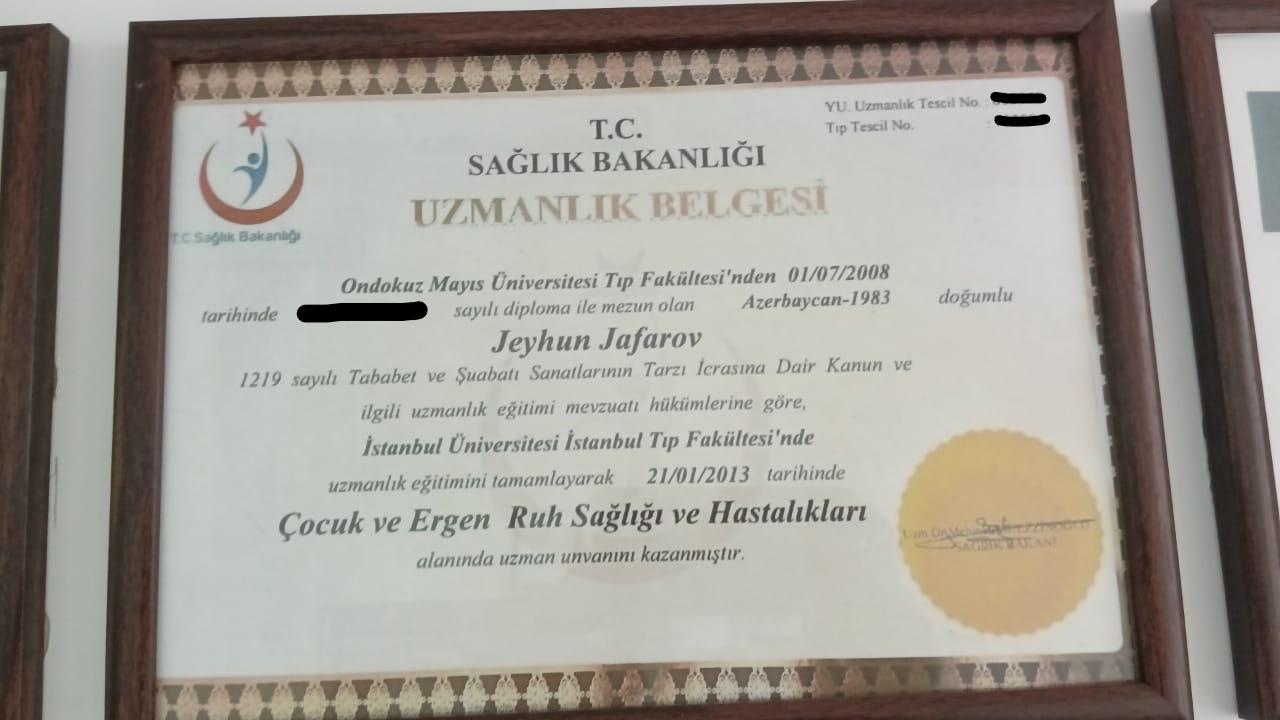 YU. Uzmanlık Tescil No. :
Tıp Tescil No. :
T.C.
SAĞLIK BAKANLIĞI
UZMANLIK BELGESİ
T.C.Sağlık Bakanlığı
Ondokuz Mayıs Üniversitesi Tıp Fakültesi'nden 01/07/2008
tarihinde sayılı diploma ile mezun olan Azerbaycan-1983 doğumlu
Jeyhun Jafarov
1219 sayılı Tababet ve Şuabatı Sanatlarının Tarzı İcrasına Dair Kanun ve
ilgili uzmanlık eğitimi mevzuatı hükümlerine göre,
İstanbul Üniversitesi İstanbul Tıp Fakültesi'nde
uzmanlık eğitimini tamamlayarak 21/01/2013 tarihinde
Çocuk ve Ergen Ruh Sağlığı ve Hastalıkları
alanında uzman unvanını kazanmıştır.
Uzm.Dr.
SAĞLIK BAKANI